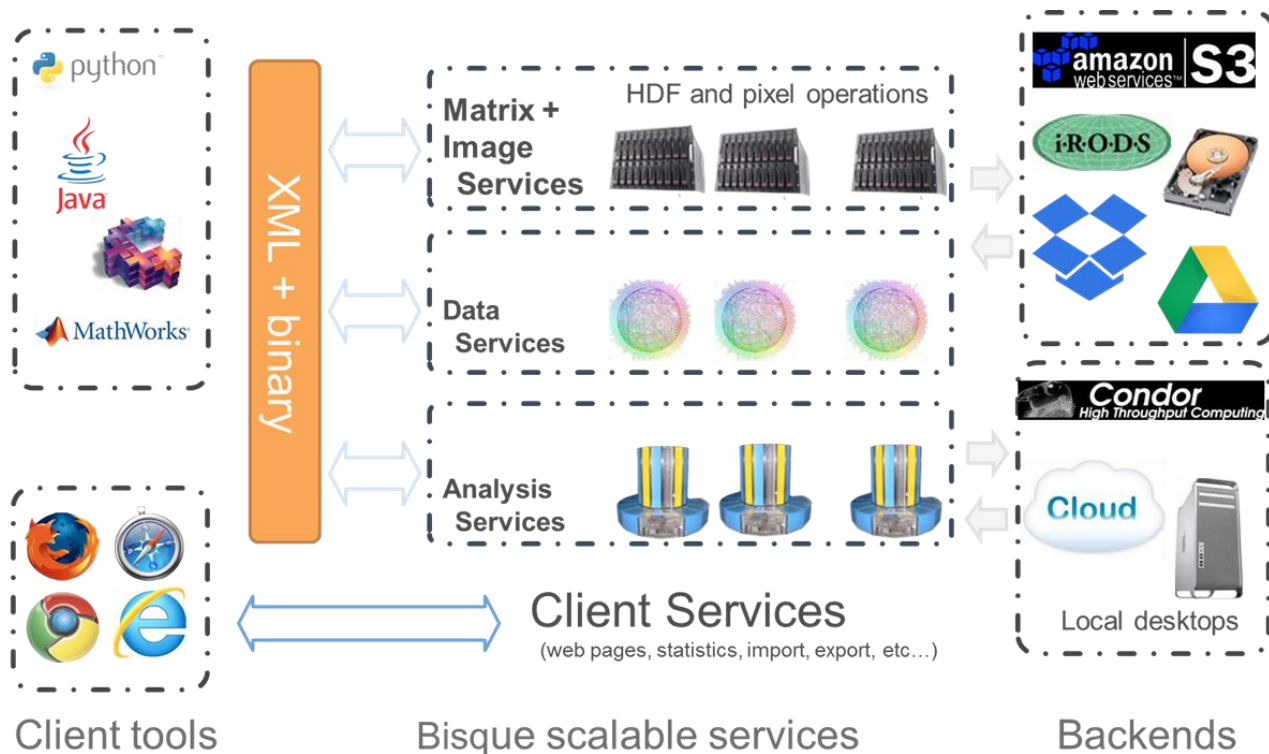 python™
Java
MathWorks®
XML + binary
Matrix +
Image
Services
HDF and pixel operations
Data
Services
Analysis
Services
Client Services
(web pages, statistics, import, export, etc…)
amazon
web services™
S3
i·R·O·D·S
Condor
High Throughput Computing
Cloud
Local desktops
Client tools
Bisque scalable services
Backends